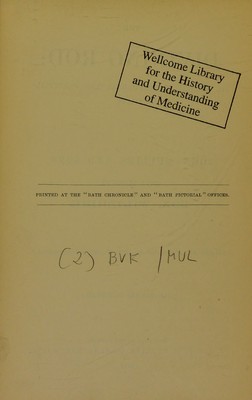 Wellcome Library
for the History
and Understanding
of Medicine
PRINTED AT THE "BATH CHRONICLE" AND "BATH PICTORIAL" OFFICES.
(2) BVK /MUL